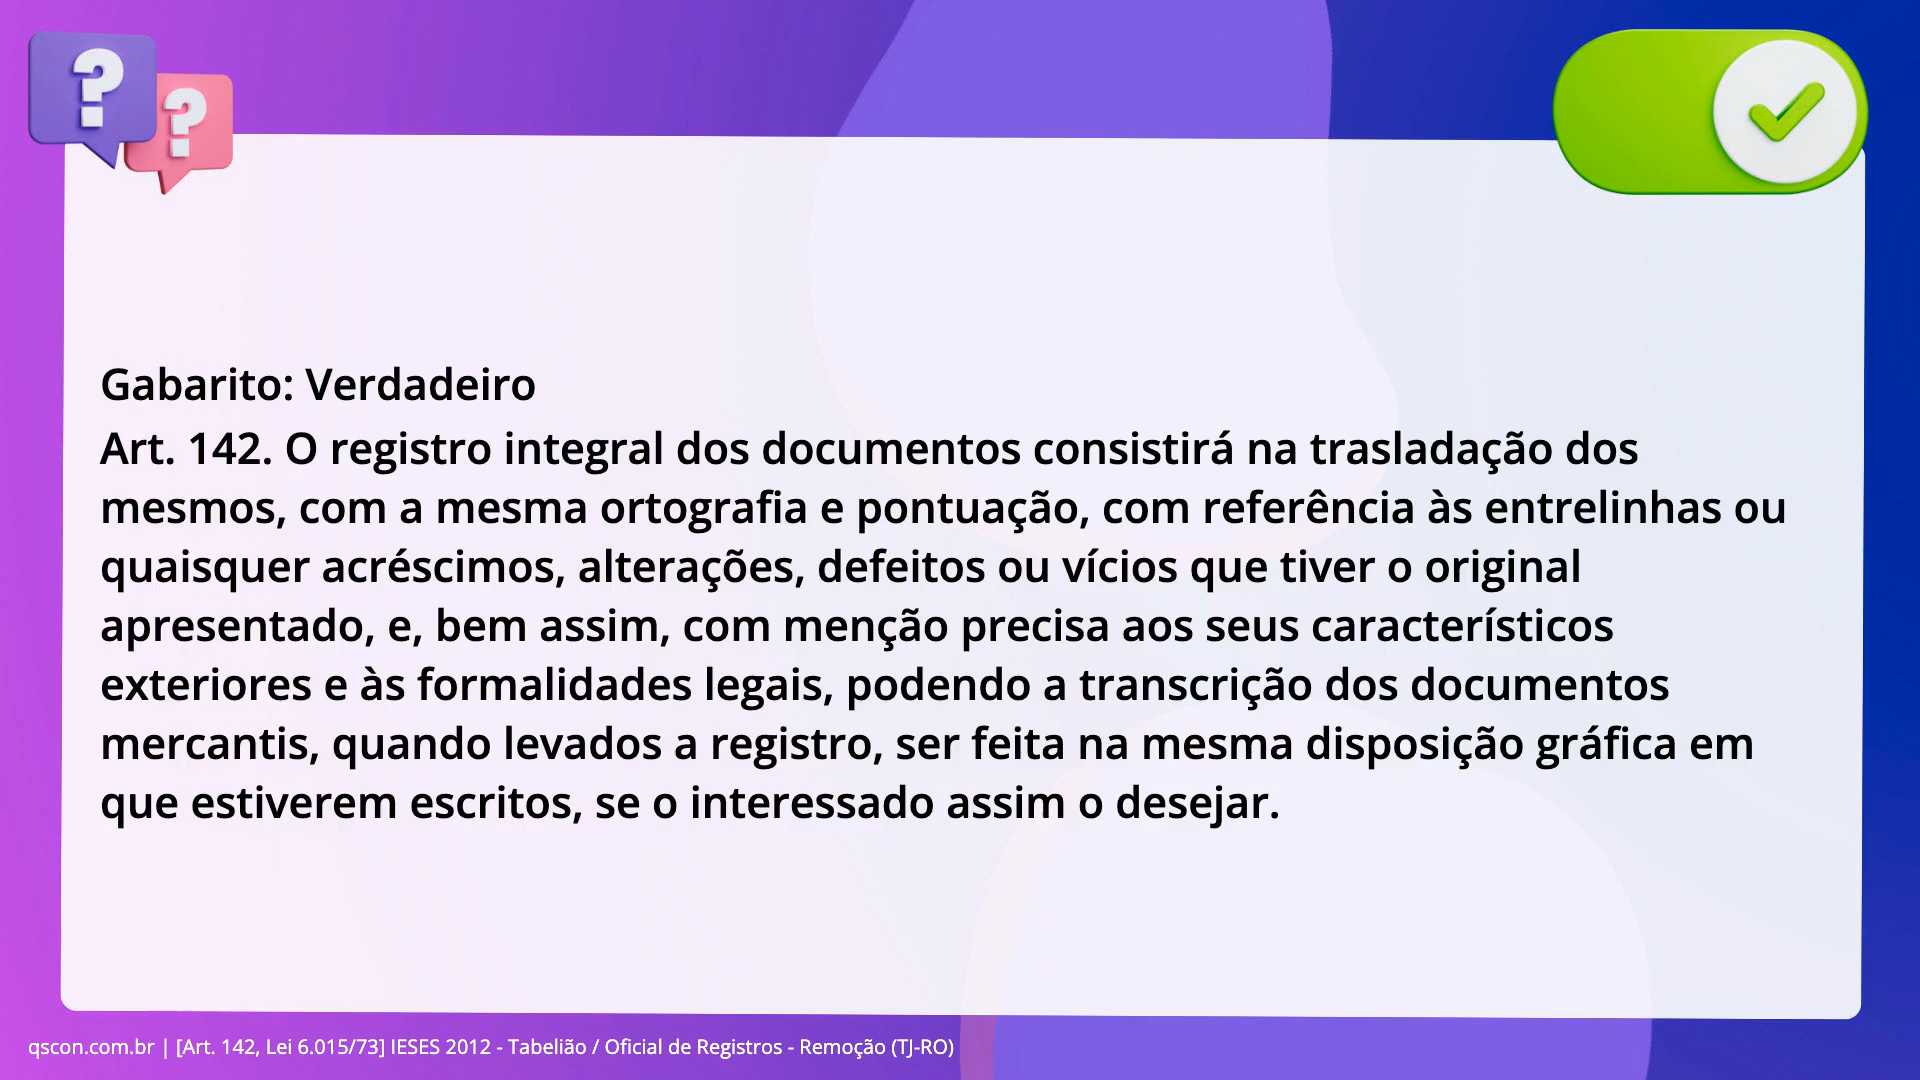 ? ?
Gabarito: Verdadeiro
Art. 142. O registro integral dos documentos consistirá na trasladação dos
mesmos, com a mesma ortografia e pontuação, com referência às entrelinhas ou
quaisquer acréscimos, alterações, defeitos ou vícios que tiver o original
apresentado, e, bem assim, com menção precisa aos seus característicos
exteriores e às formalidades legais, podendo a transcrição dos documentos
mercantis, quando levados a registro, ser feita na mesma disposição gráfica em
que estiverem escritos, se o interessado assim o desejar.
qscon.com.br | [Art. 142, Lei 6.015/73] IESES 2012 - Tabelião / Oficial de Registros - Remoção (TJ-RO)